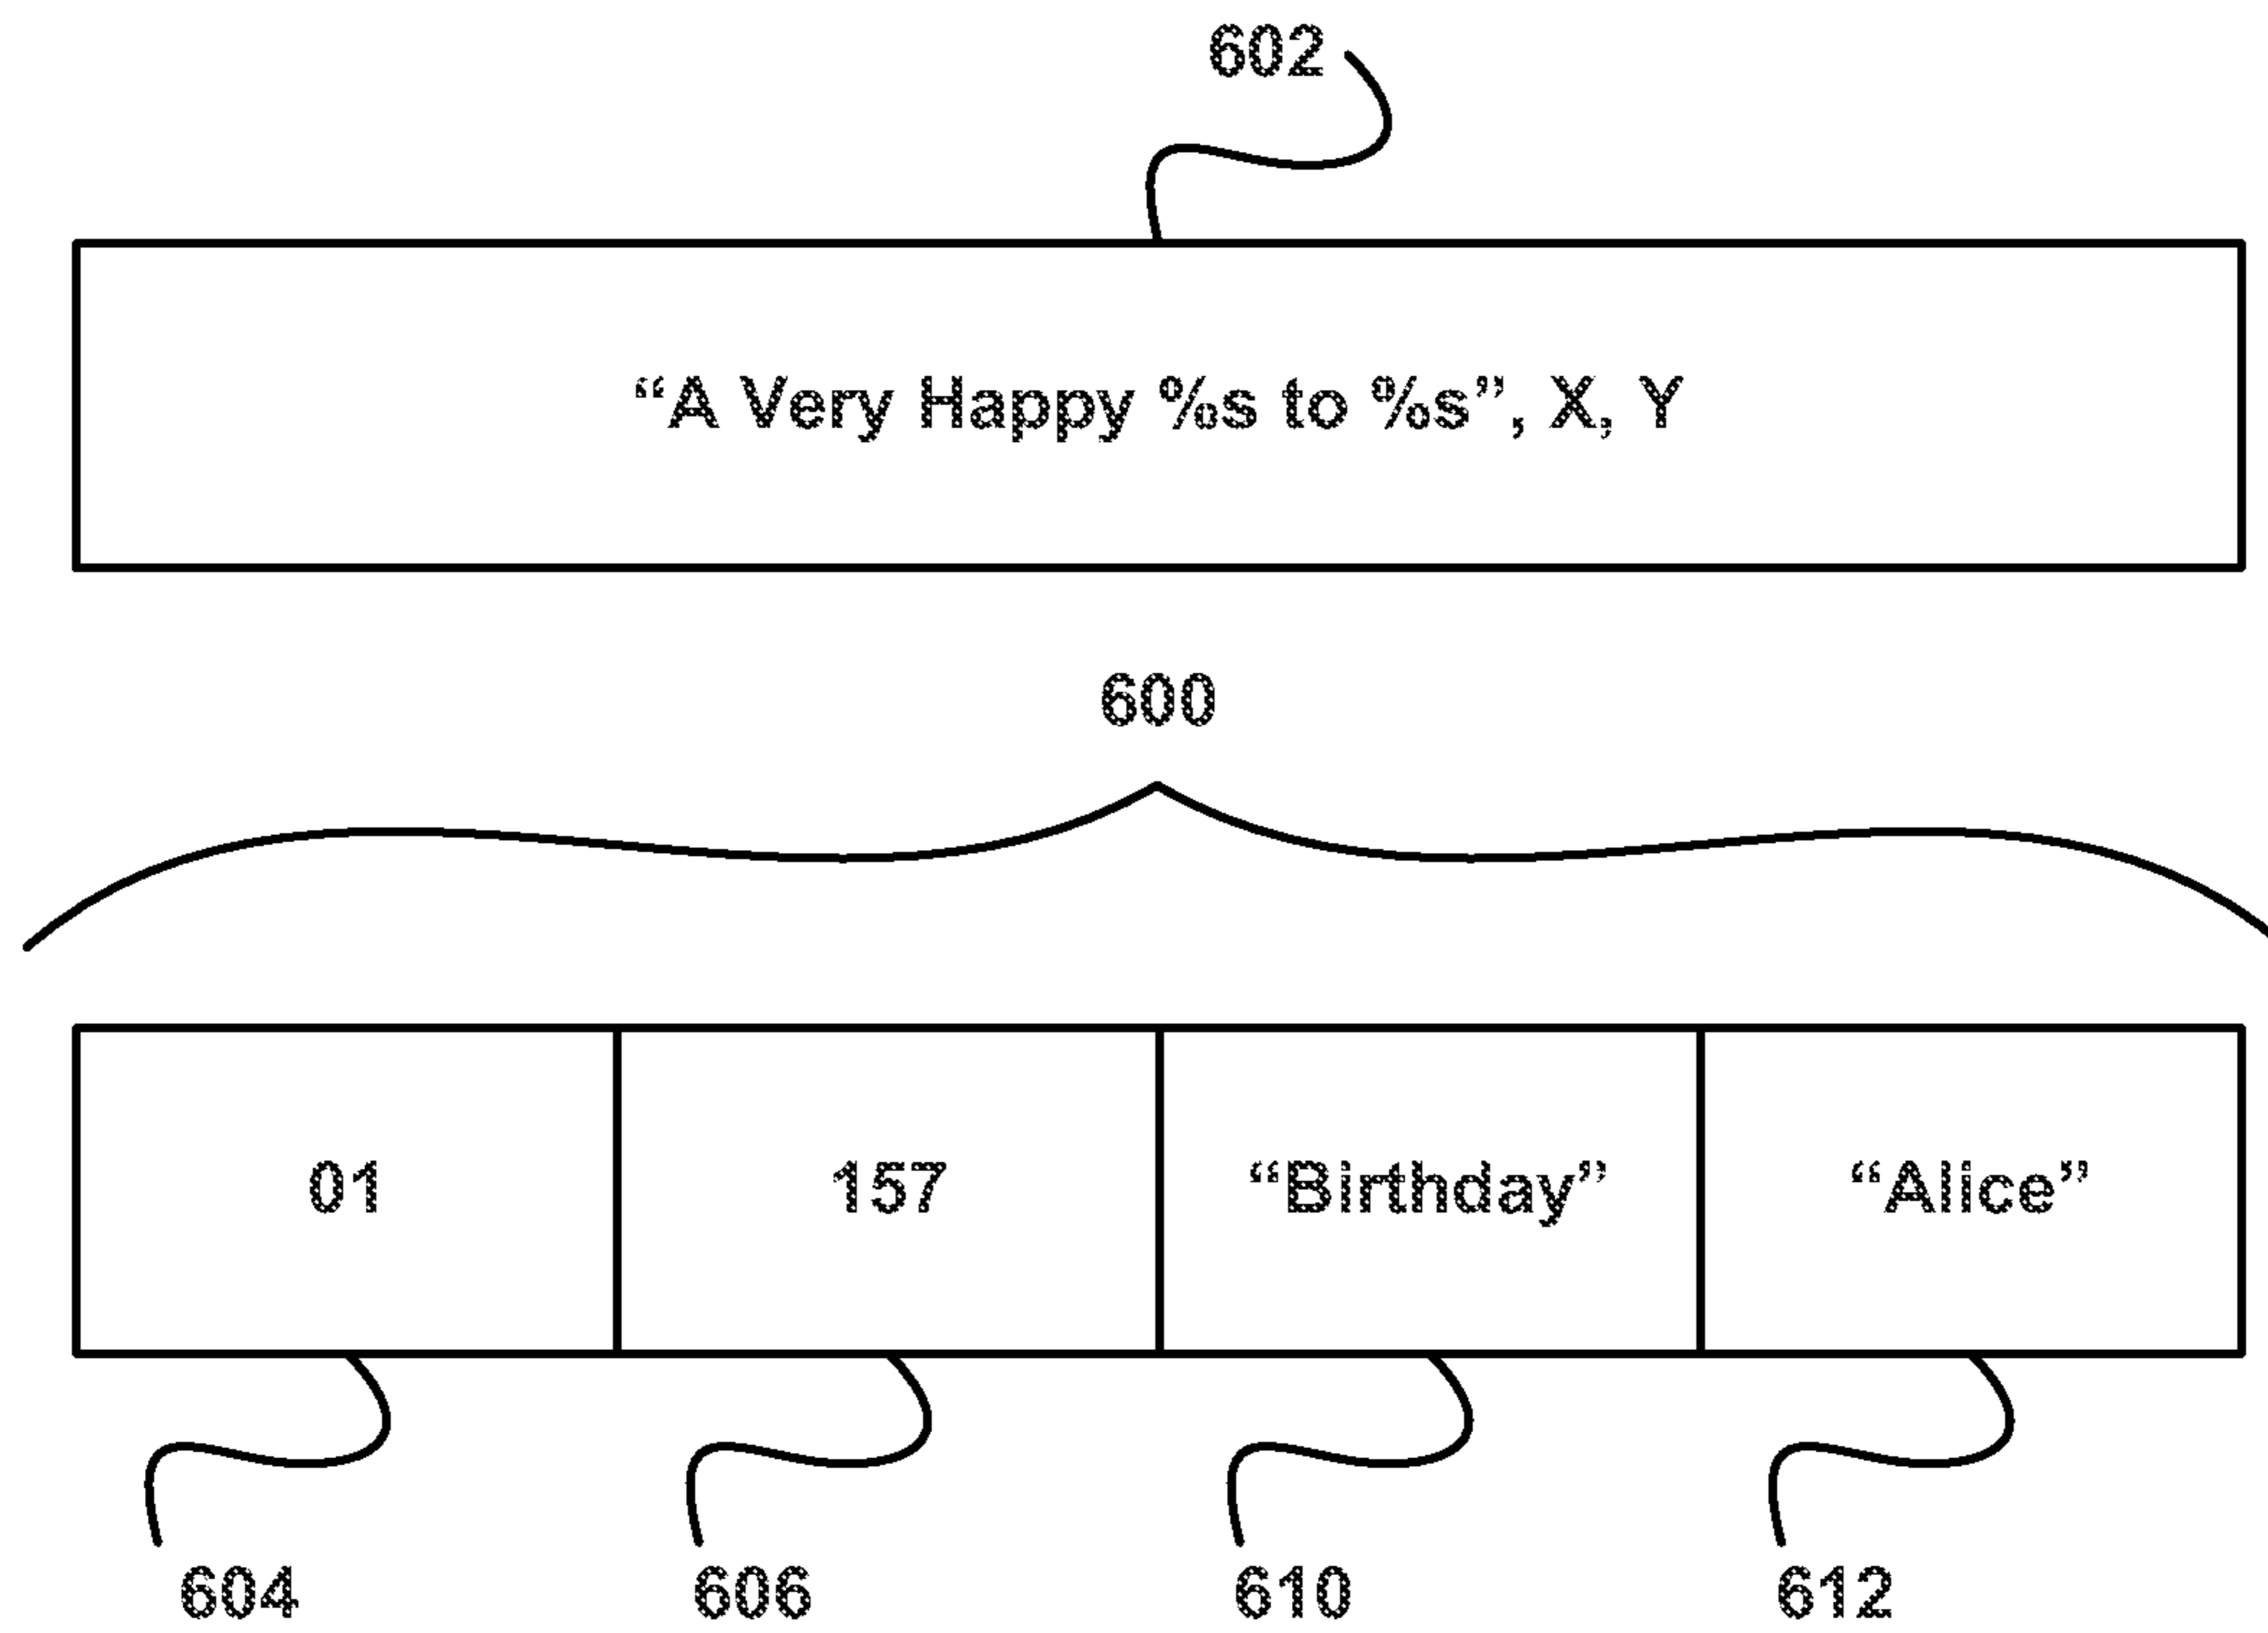 602
“A Very Happy %s to %s”, X, Y
600
01 157 “Birthday” “Alice”
604 606 610 612